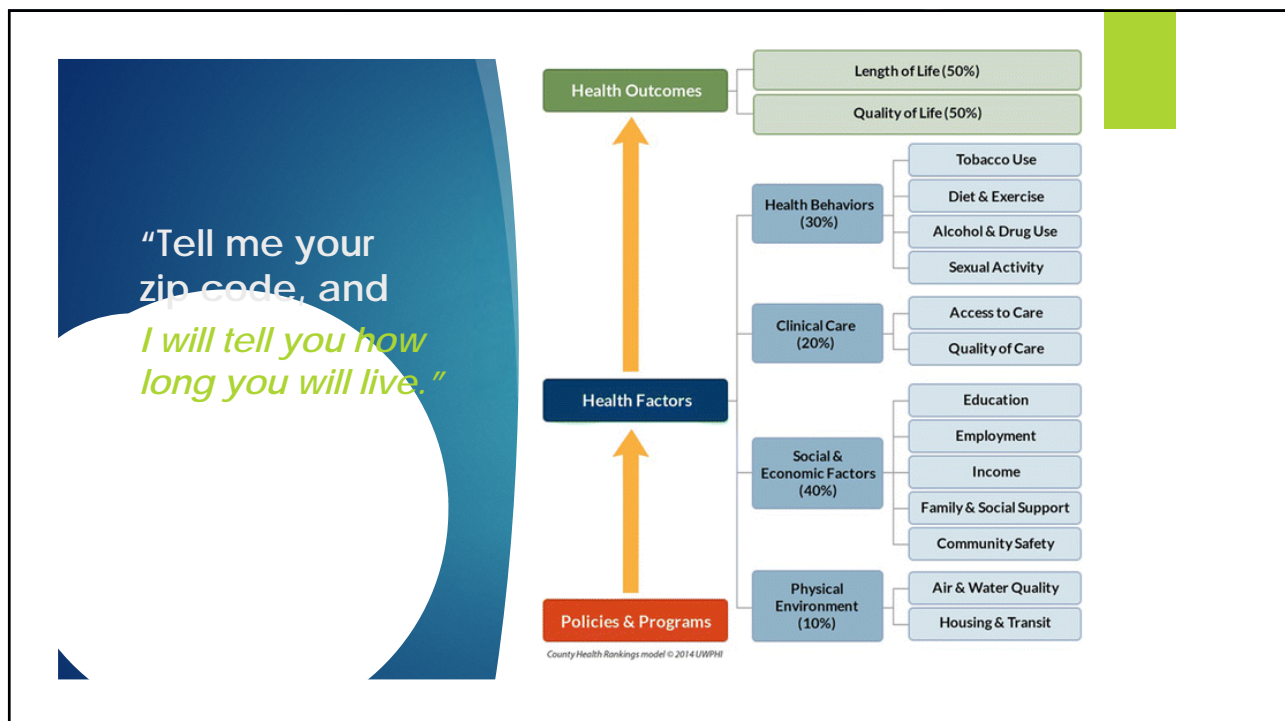 “Tell me your
zip code, and
I will tell you how
long you will live.”
Health Outcomes
Length of Life (50%)
Quality of Life (50%)
Health Factors
Health Behaviors
(30%)
Tobacco Use
Diet & Exercise
Alcohol & Drug Use
Sexual Activity
Clinical Care
(20%)
Access to Care
Quality of Care
Social &
Economic Factors
(40%)
Education
Employment
Income
Family & Social Support
Community Safety
Physical
Environment
(10%)
Air & Water Quality
Housing & Transit
Policies & Programs
County Health Rankings model © 2014 UWPHI